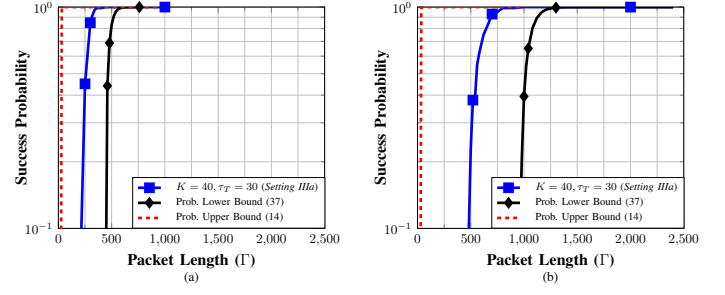 10^0
10^{-1}
Success Probability
0 500 1,000 1,500 2,000 2,500
Packet Length (Γ)
K = 40, τ_T = 30 (Setting IIIa)
Prob. Lower Bound (37)
Prob. Upper Bound (14)
(a)
10^0
10^{-1}
Success Probability
0 500 1,000 1,500 2,000 2,500
Packet Length (Γ)
K = 40, τ_T = 30 (Setting IIIa)
Prob. Lower Bound (37)
Prob. Upper Bound (14)
(b)